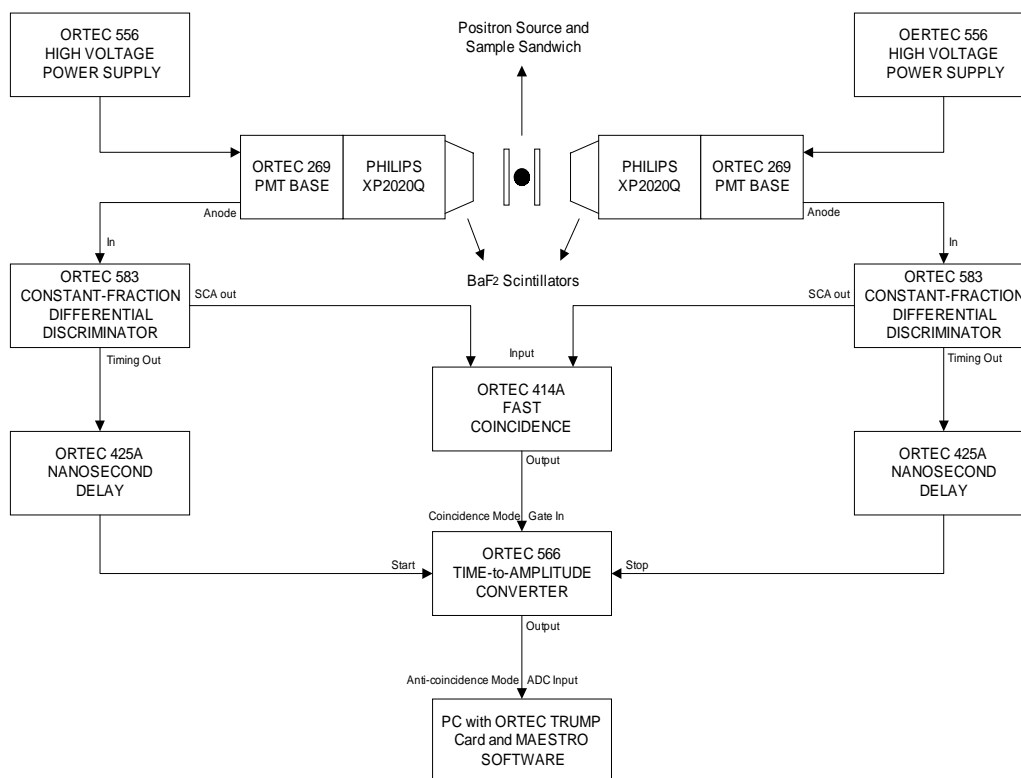 ORTEC 556
HIGH VOLTAGE
POWER SUPPLY
Positron Source and
Sample Sandwich
OERTEC 556
HIGH VOLTAGE
POWER SUPPLY
ORTEC 269
PMT BASE
PHILIPS
XP2020Q
PHILIPS
XP2020Q
ORTEC 269
PMT BASE
Anode
Anode
In
In
BaF2 Scintillators
ORTEC 583
CONSTANT-FRACTION
DIFFERENTIAL
DISCRIMINATOR
SCA out
SCA out
ORTEC 583
CONSTANT-FRACTION
DIFFERENTIAL
DISCRIMINATOR
Timing Out
Input
Timing Out
ORTEC 414A
FAST
COINCIDENCE
ORTEC 425A
NANOSECOND
DELAY
Output
ORTEC 425A
NANOSECOND
DELAY
Coincidence Mode
Gate In
Start
ORTEC 566
TIME-to-AMPLITUDE
CONVERTER
Stop
Output
Anti-coincidence Mode
ADC Input
PC with ORTEC TRUMP
Card and MAESTRO
SOFTWARE